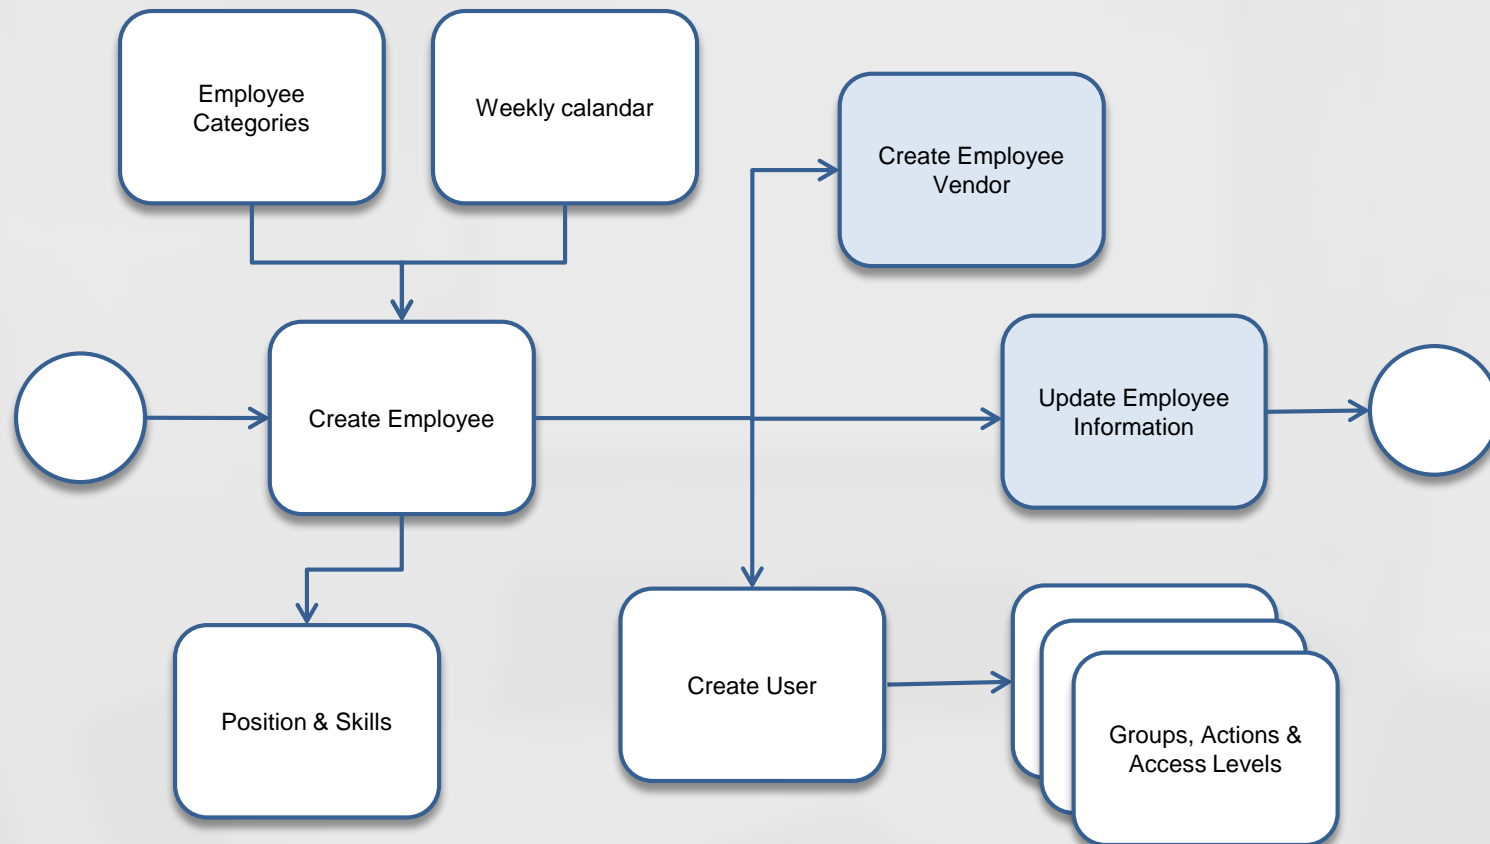 Employee
Categories
Weekly calandar
Create Employee
Vendor
Create Employee
Update Employee
Information
Position & Skills
Create User
Groups, Actions &
Access Levels